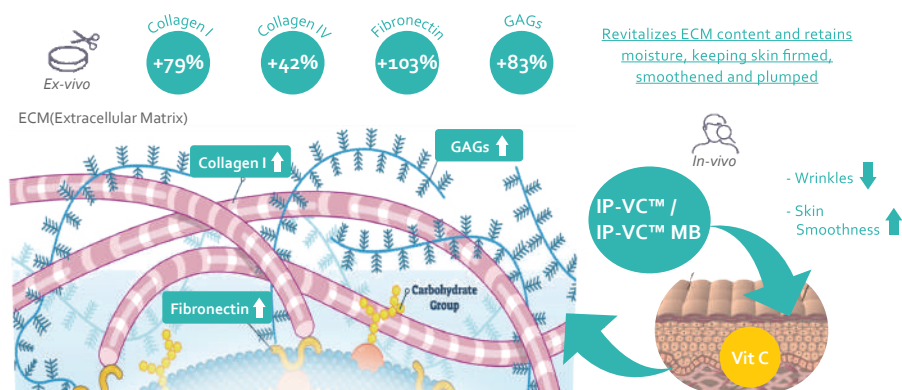 Collagen I
Collagen IV
Fibronectin
GAGs
+79%
+42%
+103%
+83%
Ex-vivo
Revitalizes ECM content and retains
moisture, keeping skin firmed,
smoothened and plumped
ECM(Extracellular Matrix)
Collagen I
GAGs
In-vivo
- Wrinkles
- Skin
Smoothness
IP-VC™ /
IP-VC™ MB
Carbohydrate
Group
Fibronectin
Vit C